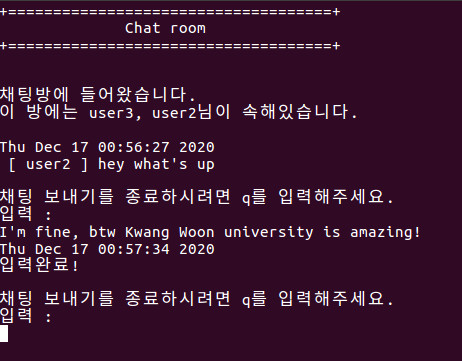 +====================================+
Chat room
+====================================+
채팅방에 들어왔습니다.
이 방에는 user3, user2님이 속해있습니다.
Thu Dec 17 00:56:27 2020
[ user2 ] hey what's up
채팅 보내기를 종료하시려면 q를 입력해주세요.
입력 :
I'm fine, btw Kwang Woon university is amazing!
Thu Dec 17 00:57:34 2020
입력완료!
채팅 보내기를 종료하시려면 q를 입력해주세요.
입력 :